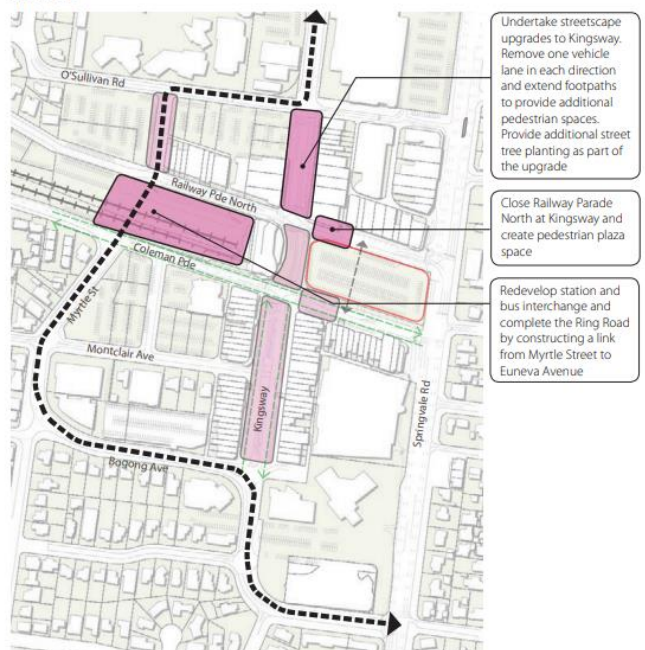 Undertake streetscape
upgrades to Kingsway.
Remove one vehicle
lane in each direction
and extend footpaths
to provide additional
pedestrian spaces.
Provide additional street
tree planting as part of
the upgrade
Close Railway Parade
North at Kingsway and
create pedestrian plaza
space
Redevelop station and
bus interchange and
complete the Ring Road
by constructing a link
from Myrtle Street to
Euneva Avenue
O'Sullivan Rd
Railway Pde North
Coleman Pde
Myrtle St
Montclair Ave
Kingsway
Springvale Rd
Bogong Ave